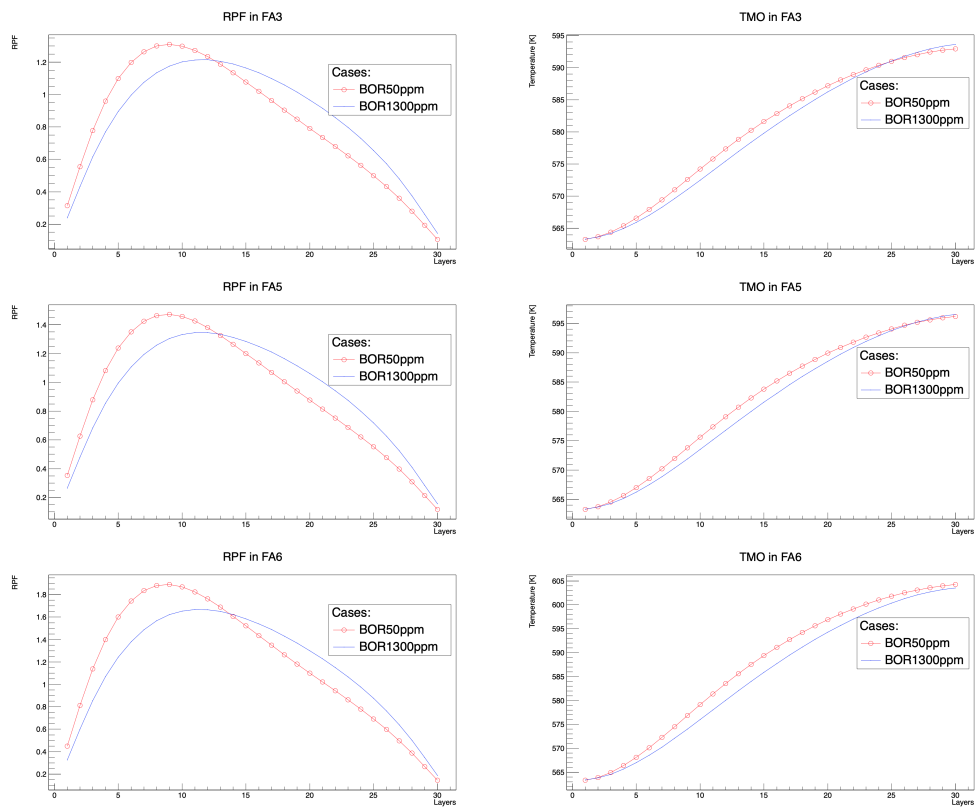 RPF in FA3
RPF
1.2
1
0.8
0.6
0.4
0.2
0 5 10 15 20 25 30
Layers
Cases:
BOR50ppm
BOR1300ppm
TMO in FA3
Temperature [K]
595
590
585
580
575
570
565
0 5 10 15 20 25 30
Layers
Cases:
BOR50ppm
BOR1300ppm
RPF in FA5
RPF
1.4
1.2
1
0.8
0.6
0.4
0.2
0 5 10 15 20 25 30
Layers
Cases:
BOR50ppm
BOR1300ppm
TMO in FA5
Temperature [K]
595
590
585
580
575
570
565
0 5 10 15 20 25 30
Layers
Cases:
BOR50ppm
BOR1300ppm
RPF in FA6
RPF
1.8
1.6
1.4
1.2
1
0.8
0.6
0.4
0.2
0 5 10 15 20 25 30
Layers
Cases:
BOR50ppm
BOR1300ppm
TMO in FA6
Temperature [K]
605
600
595
590
585
580
575
570
565
0 5 10 15 20 25 30
Layers
Cases:
BOR50ppm
BOR1300ppm